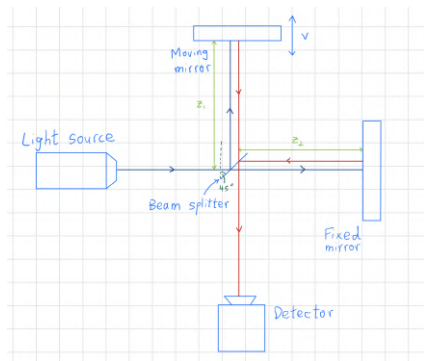 Moving
mirror
v
z₁
z₂
Light source
45°
Beam splitter
Fixed
mirror
Detector